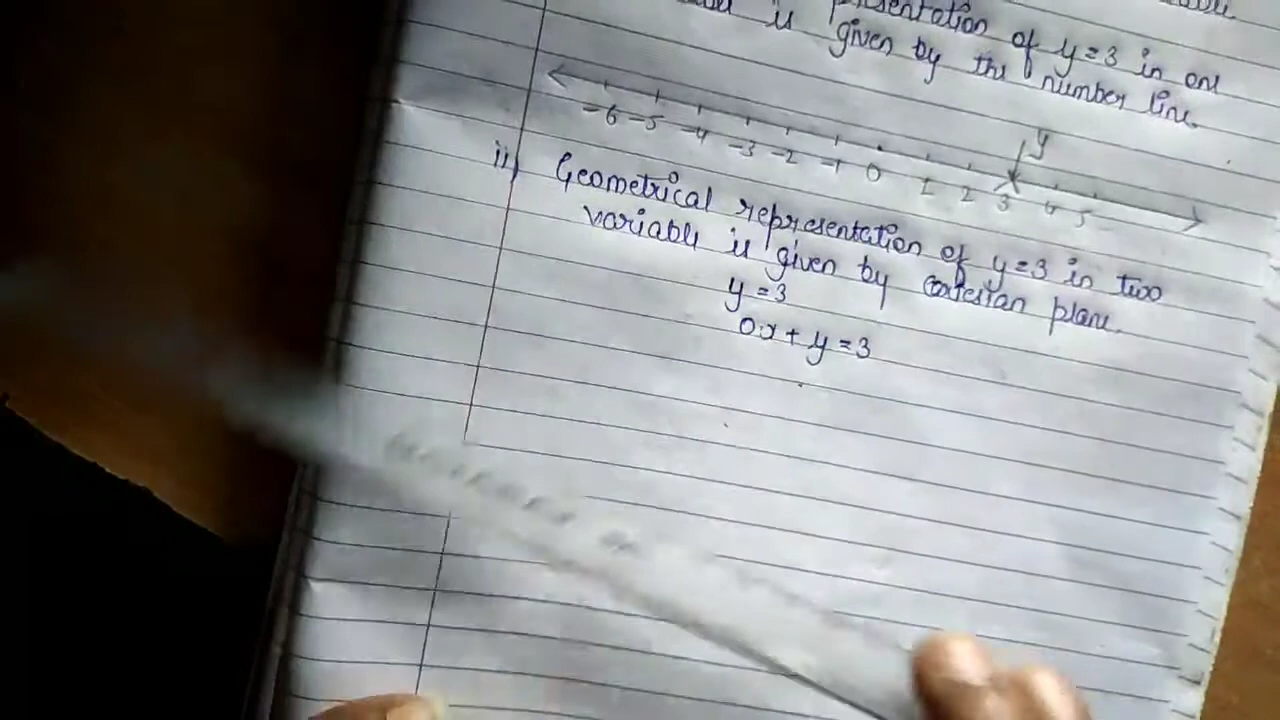 presentation of y=3 in one
is given by the number line.
y
-6 -5 -4 -3 -2 -1 0 1 2 3 4 5
ii) Geometrical representation of y=3 in two
variable is given by cartesian plane.
y=3
0.x + y = 3